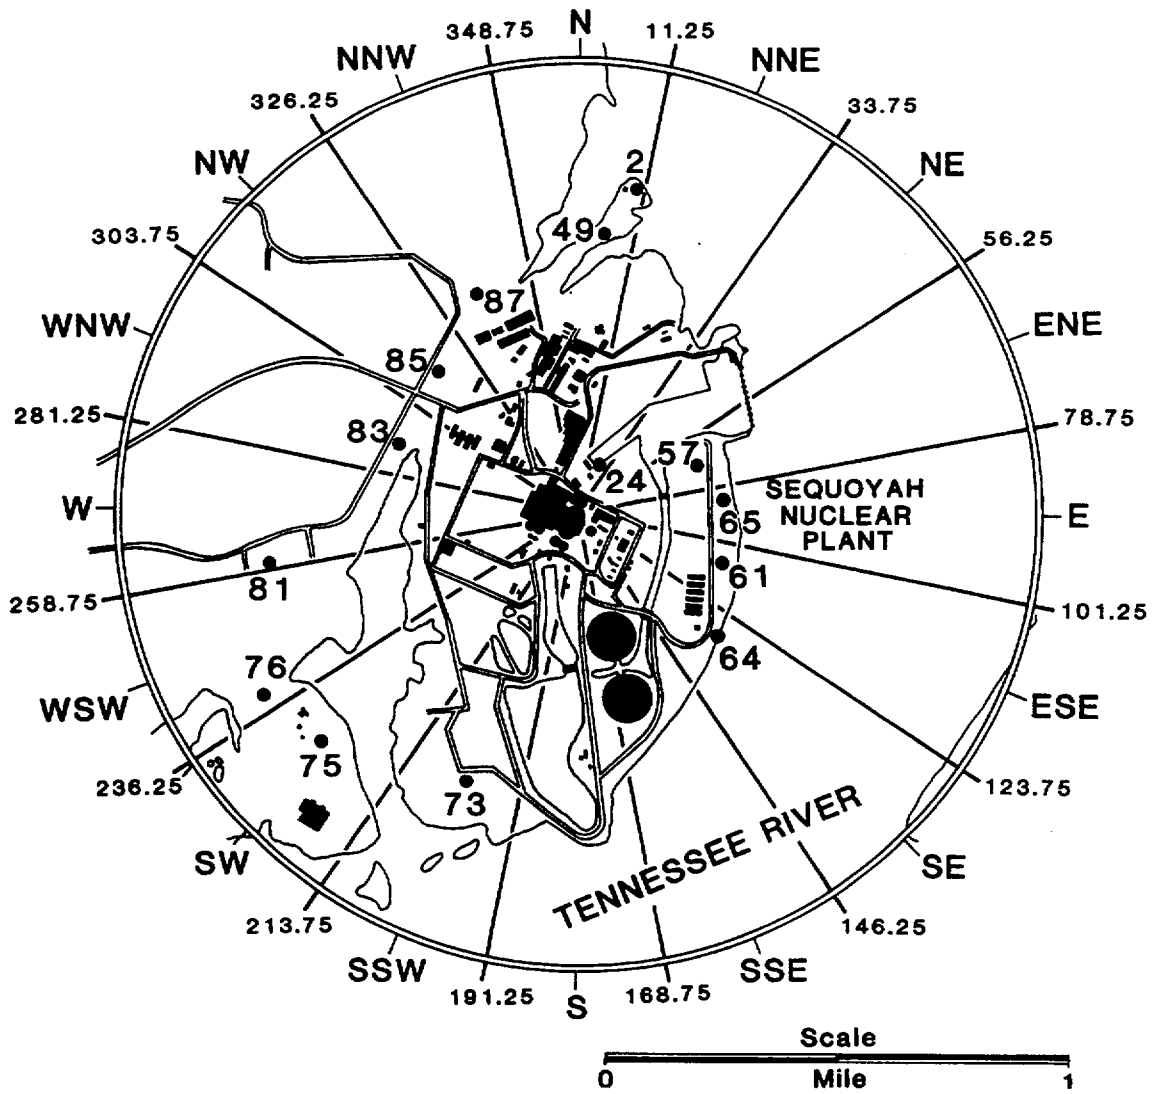 N
348.75
11.25
NNW
NNE
326.25
33.75
NW
2
NE
49
303.75
56.25
87
WNW
ENE
85
281.25
78.75
83
57
24
SEQUOYAH
NUCLEAR
PLANT
W
65
E
81
61
258.75
101.25
64
76
WSW
ESE
75
236.25
73
123.75
TENNESSEE RIVER
SW
SE
213.75
146.25
SSW
SSE
191.25
S
168.75
Scale
0
Mile
1